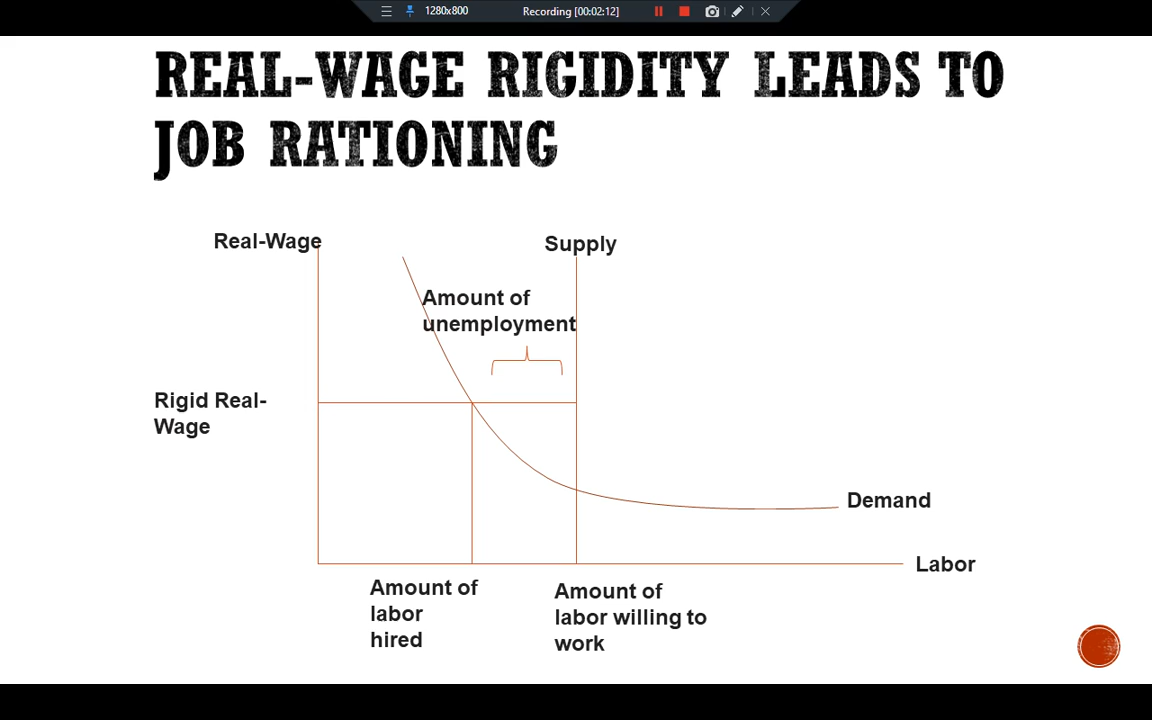 1280x800
Recording [00:02:12]
REAL-WAGE RIGIDITY LEADS TO
JOB RATIONING
Real-Wage
Supply
Amount of
unemployment
Rigid Real-
Wage
Demand
Labor
Amount of
labor
hired
Amount of
labor willing to
work